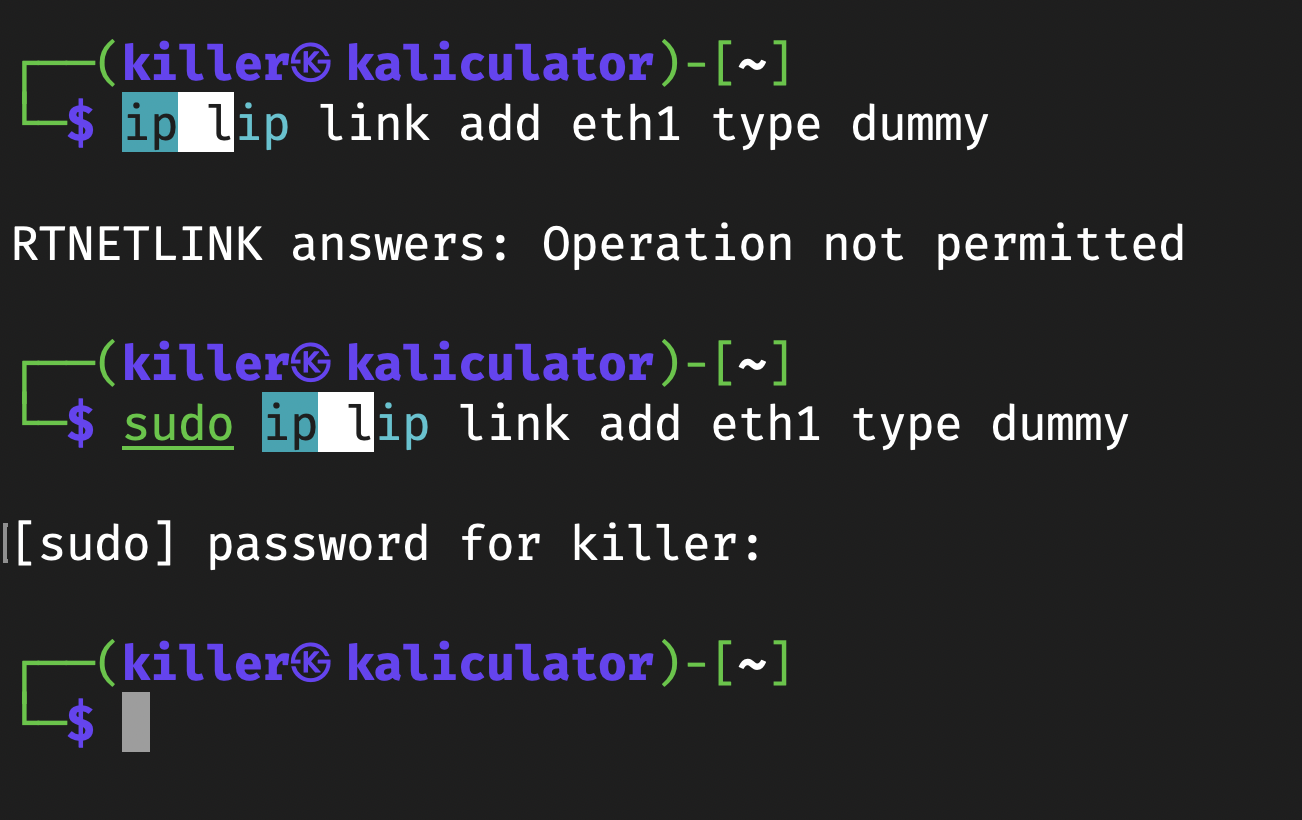 ┌──(killer㉿kaliculator)-[~]
└─$ ip lip link add eth1 type dummy
RTNETLINK answers: Operation not permitted
┌──(killer㉿kaliculator)-[~]
└─$ sudo ip lip link add eth1 type dummy
[sudo] password for killer:
┌──(killer㉿kaliculator)-[~]
└─$